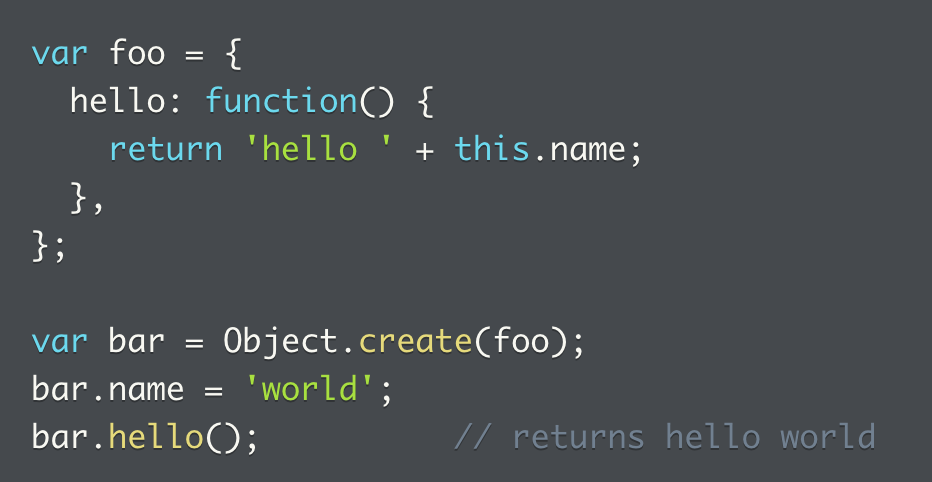 var foo = {
  hello: function() {
    return 'hello ' + this.name;
  },
};

var bar = Object.create(foo);
bar.name = 'world';
bar.hello();          // returns hello world